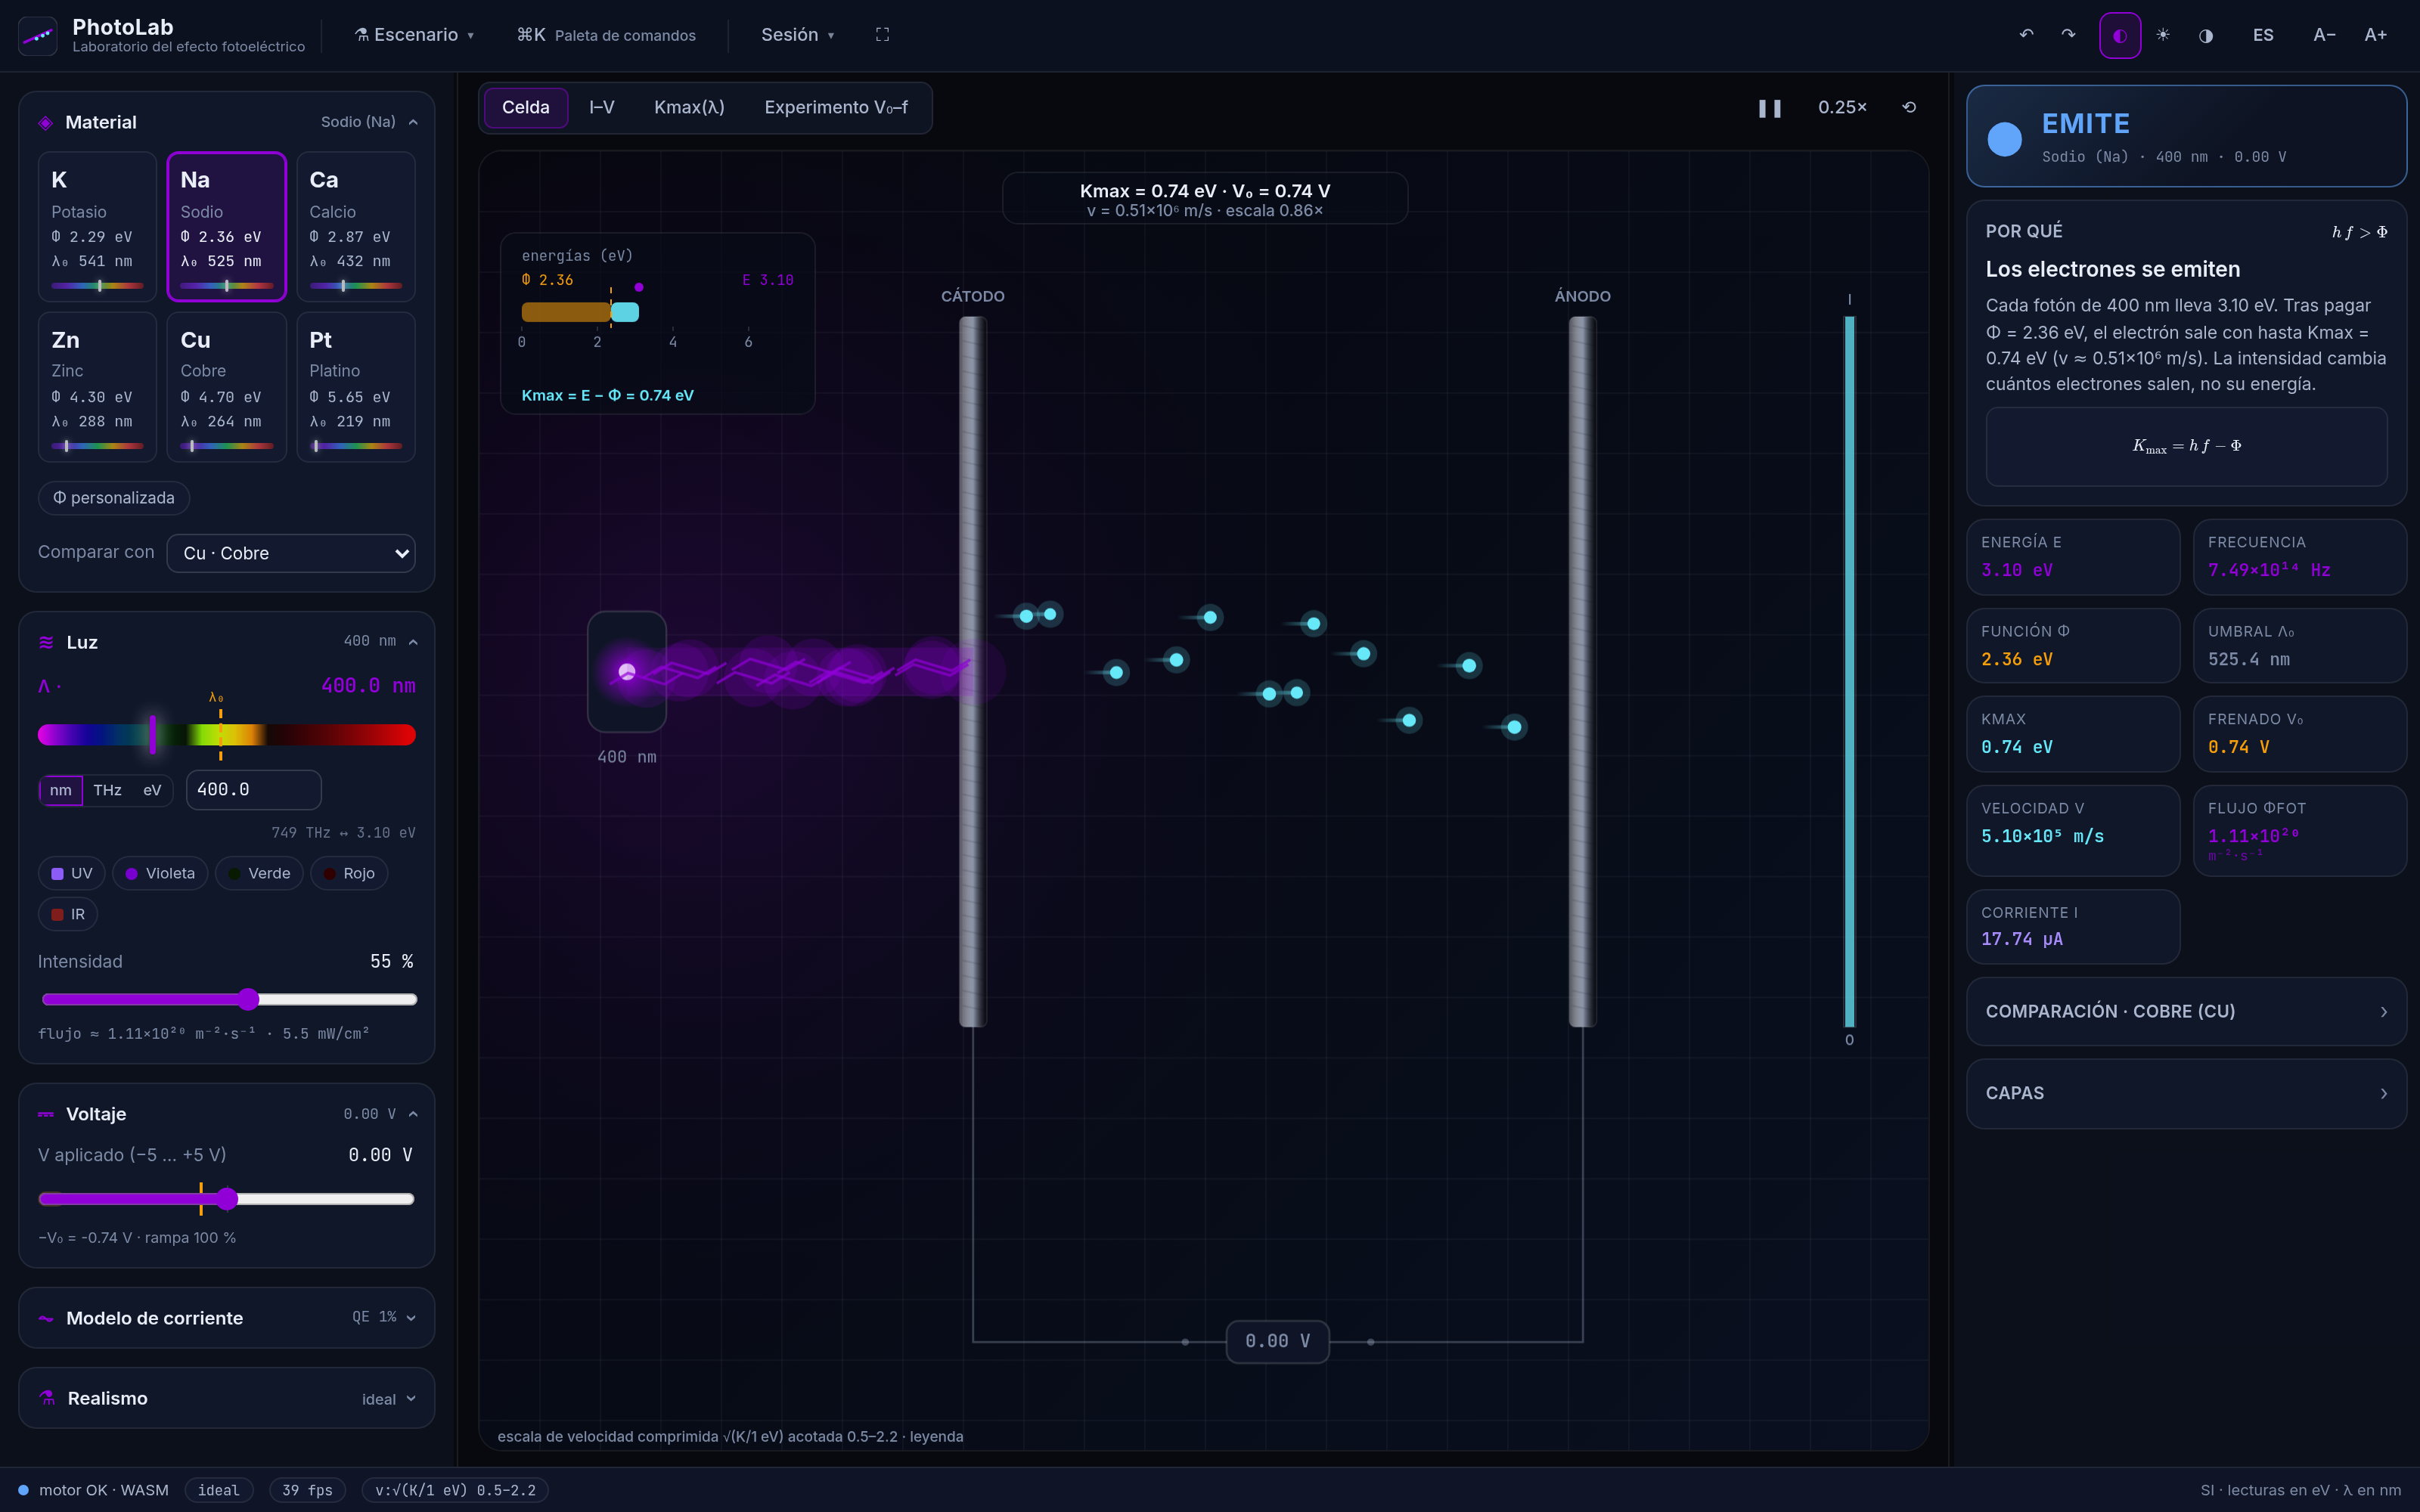 PhotoLab
Laboratorio del efecto fotoeléctrico
⚗ Escenario ▾
⌘K Paleta de comandos
Sesión ▾
ES
A−
A+
◈ Material
Sodio (Na)
K
Potasio
Φ 2.29 eV
λ₀ 541 nm
Na
Sodio
Φ 2.36 eV
λ₀ 525 nm
Ca
Calcio
Φ 2.87 eV
λ₀ 432 nm
Zn
Zinc
Φ 4.30 eV
λ₀ 288 nm
Cu
Cobre
Φ 4.70 eV
λ₀ 264 nm
Pt
Platino
Φ 5.65 eV
λ₀ 219 nm
Φ personalizada
Comparar con
Cu · Cobre
≋ Luz
400 nm
Λ ·
400.0 nm
λ₀
nm
THz
eV
400.0
749 THz ↔ 3.10 eV
UV
Violeta
Verde
Rojo
IR
Intensidad
55 %
flujo ≈ 1.11×10²⁰ m⁻²·s⁻¹ · 5.5 mW/cm²
Voltaje
0.00 V
V aplicado (−5 … +5 V)
0.00 V
−V₀ = -0.74 V · rampa 100 %
Modelo de corriente
QE 1%
Realismo
ideal
Celda
I–V
Kmax(λ)
Experimento V₀–f
0.25×
Kmax = 0.74 eV · V₀ = 0.74 V
v = 0.51×10⁶ m/s · escala 0.86×
energías (eV)
Φ 2.36
E 3.10
0 2 4 6
Kmax = E − Φ = 0.74 eV
CÁTODO
ÁNODO
I
0
400 nm
0.00 V
escala de velocidad comprimida √(K/1 eV) acotada 0.5–2.2 · leyenda
EMITE
Sodio (Na) · 400 nm · 0.00 V
POR QUÉ
h f > Φ
Los electrones se emiten
Cada fotón de 400 nm lleva 3.10 eV. Tras pagar
Φ = 2.36 eV, el electrón sale con hasta Kmax =
0.74 eV (v ≈ 0.51×10⁶ m/s). La intensidad cambia
cuántos electrones salen, no su energía.
Kmax = h f − Φ
ENERGÍA E
3.10 eV
FRECUENCIA
7.49×10¹⁴ Hz
FUNCIÓN Φ
2.36 eV
UMBRAL Λ₀
525.4 nm
KMAX
0.74 eV
FRENADO V₀
0.74 V
VELOCIDAD V
5.10×10⁵ m/s
FLUJO ΦFOT
1.11×10²⁰
m⁻²·s⁻¹
CORRIENTE I
17.74 µA
COMPARACIÓN · COBRE (CU)
CAPAS
motor OK · WASM
ideal
39 fps
v:√(K/1 eV) 0.5–2.2
SI · lecturas en eV · λ en nm